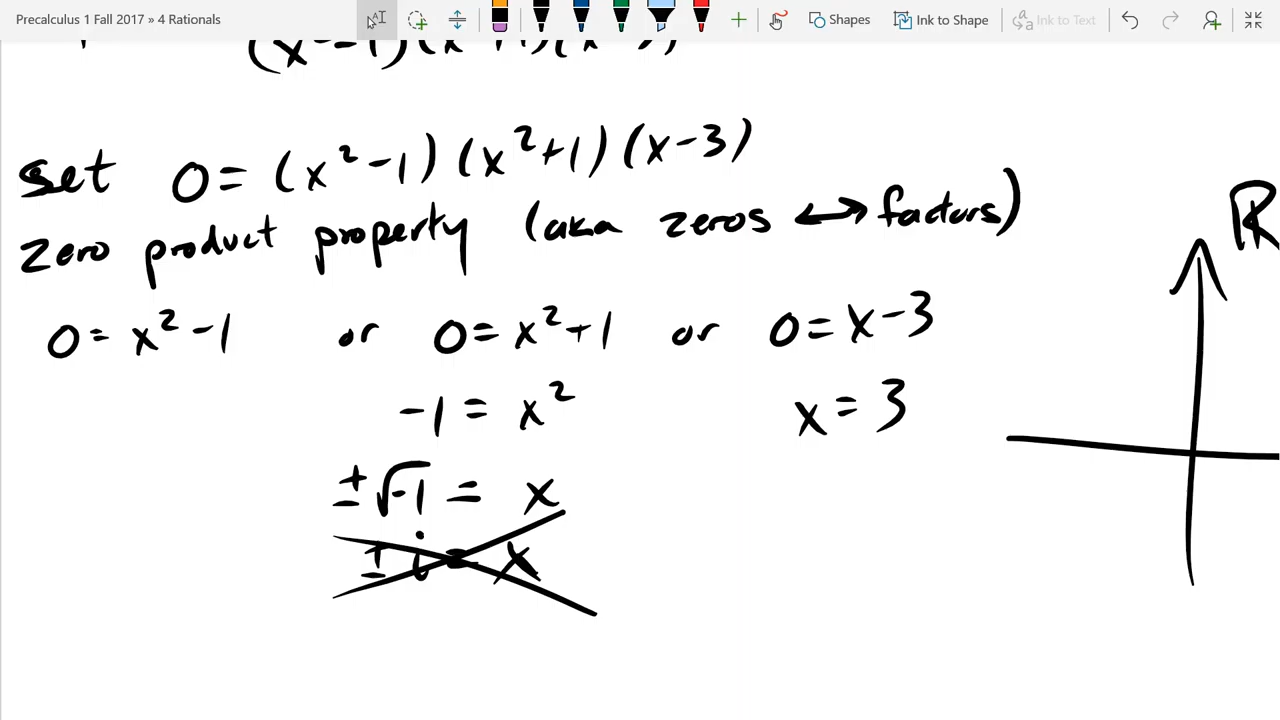 Precalculus 1 Fall 2017 » 4 Rationals
Shapes
Ink to Shape
Ink to Text
set 0 = (x² - 1) (x² + 1) (x - 3)
zero product property (aka zeros ↔ factors)
0 = x² - 1 or 0 = x² + 1 or 0 = x - 3
-1 = x² x = 3
± √-1 = x
± i = x
ℝ